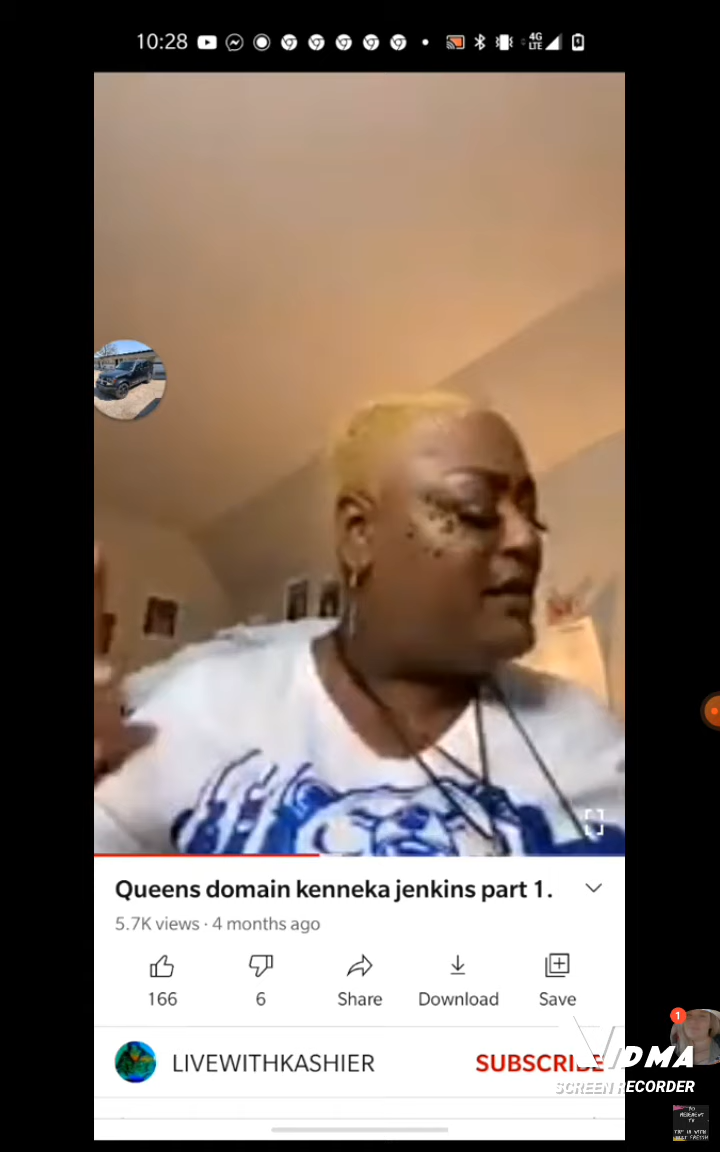 10:28
4G
LTE
Queens domain kenneka jenkins part 1.
5.7K views · 4 months ago
166
6
Share
Download
Save
LIVEWITHKASHIER
SUBSCRIBE
1
VIDMA
SCREEN RECORDER